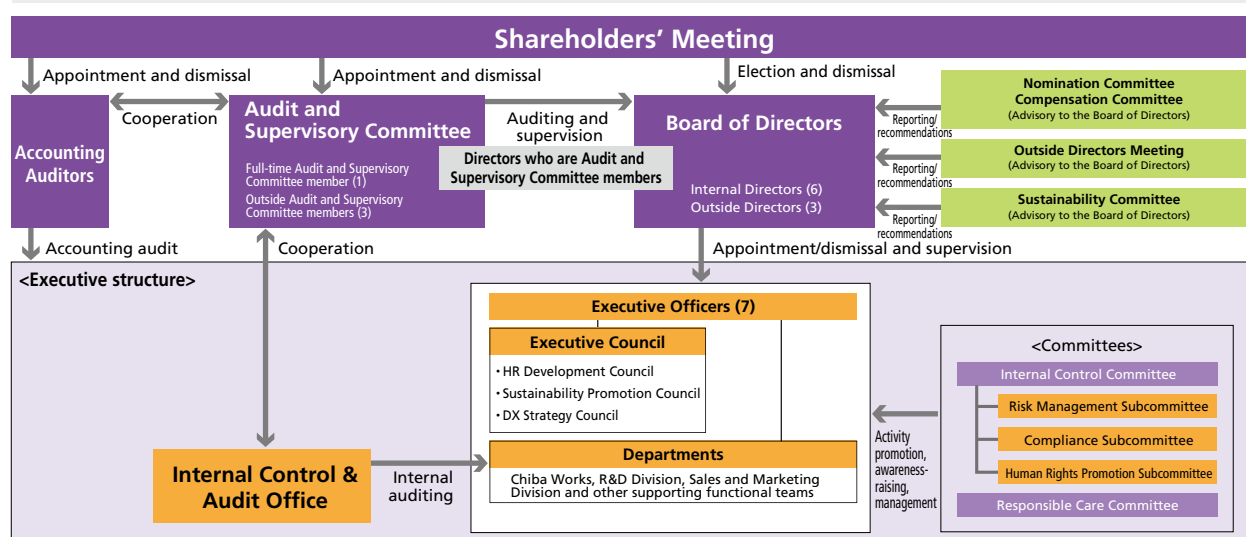 Shareholders’ Meeting
Appointment and dismissal
Appointment and dismissal
Election and dismissal
Accounting
Auditors
Cooperation
Audit and
Supervisory Committee
Full-time Audit and Supervisory
Committee member (1)
Outside Audit and Supervisory
Committee members (3)
Auditing and
supervision
Directors who are Audit and
Supervisory Committee members
Board of Directors
Internal Directors (6)
Outside Directors (3)
Reporting/
recommendations
Nomination Committee
Compensation Committee
(Advisory to the Board of Directors)
Reporting/
recommendations
Outside Directors Meeting
(Advisory to the Board of Directors)
Reporting/
recommendations
Sustainability Committee
(Advisory to the Board of Directors)
Accounting audit
Cooperation
Appointment/dismissal and supervision
<Executive structure>
Executive Officers (7)
Executive Council
・HR Development Council
・Sustainability Promotion Council
・DX Strategy Council
Departments
Chiba Works, R&D Division, Sales and Marketing
Division and other supporting functional teams
Internal Control &
Audit Office
Internal
auditing
Activity
promotion,
awareness-
raising,
management
<Committees>
Internal Control Committee
Risk Management Subcommittee
Compliance Subcommittee
Human Rights Promotion Subcommittee
Responsible Care Committee